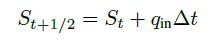 S_{t+1/2} = S_t + q_{in}Δt